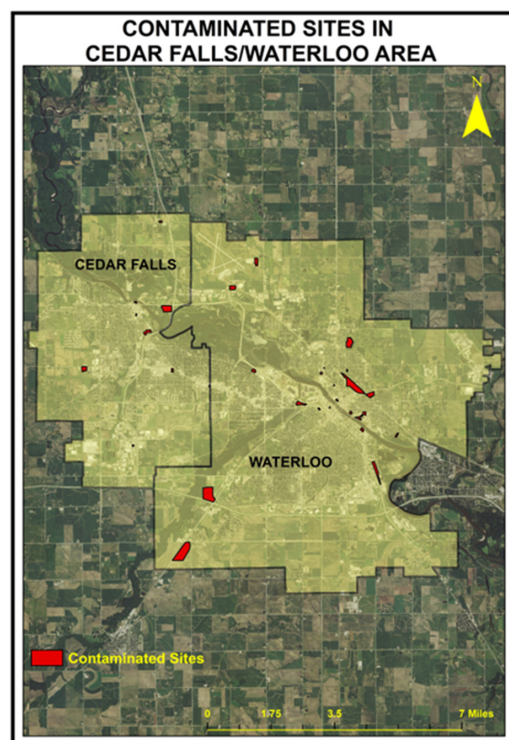 CONTAMINATED SITES IN
CEDAR FALLS/WATERLOO AREA
N
CEDAR FALLS
WATERLOO
Contaminated Sites
0 1.75 3.5 7 Miles